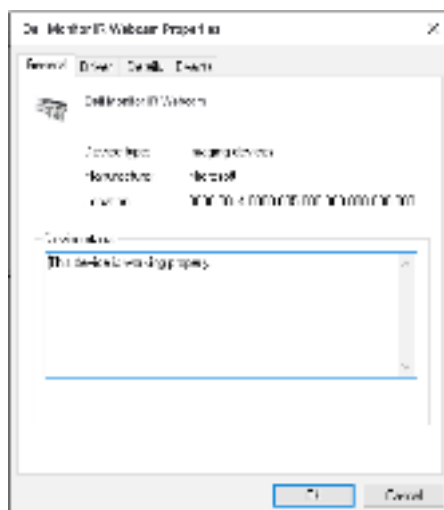 Dell Monitor IR Webcam Properties
General Driver Details Events
Dell Monitor IR Webcam
Device type: Imaging devices
Manufacturer: Microsoft
Location:
Device status
This device is working properly.
OK Cancel